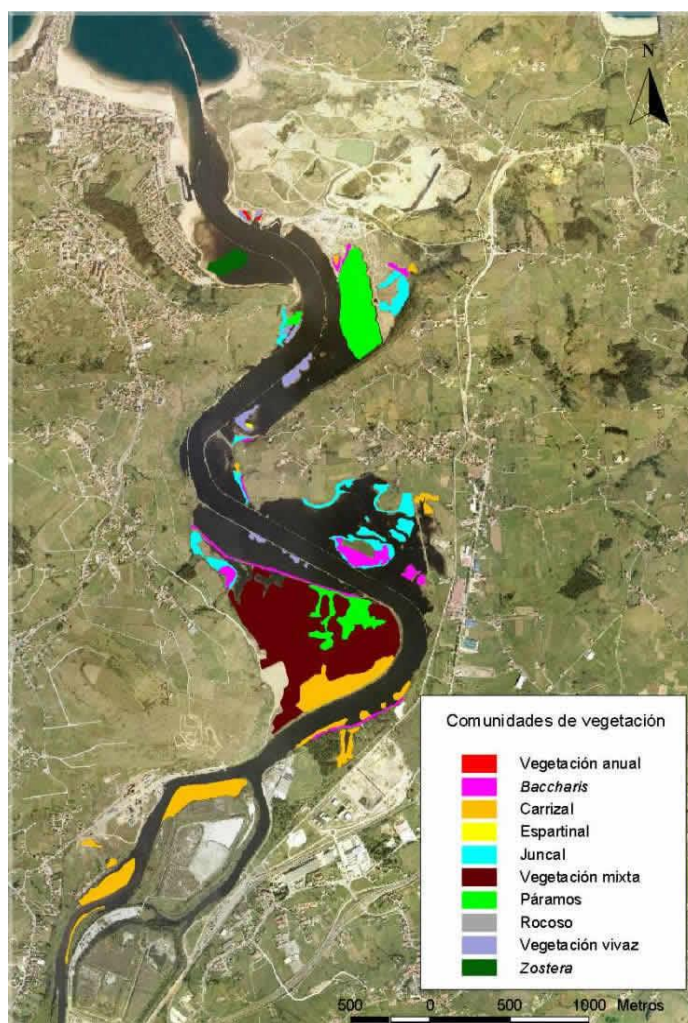 N
Comunidades de vegetación
Vegetación anual
Baccharis
Carrizal
Espartinal
Juncal
Vegetación mixta
Páramos
Rocoso
Vegetación vivaz
Zostera
500 0 500 1000 Metros